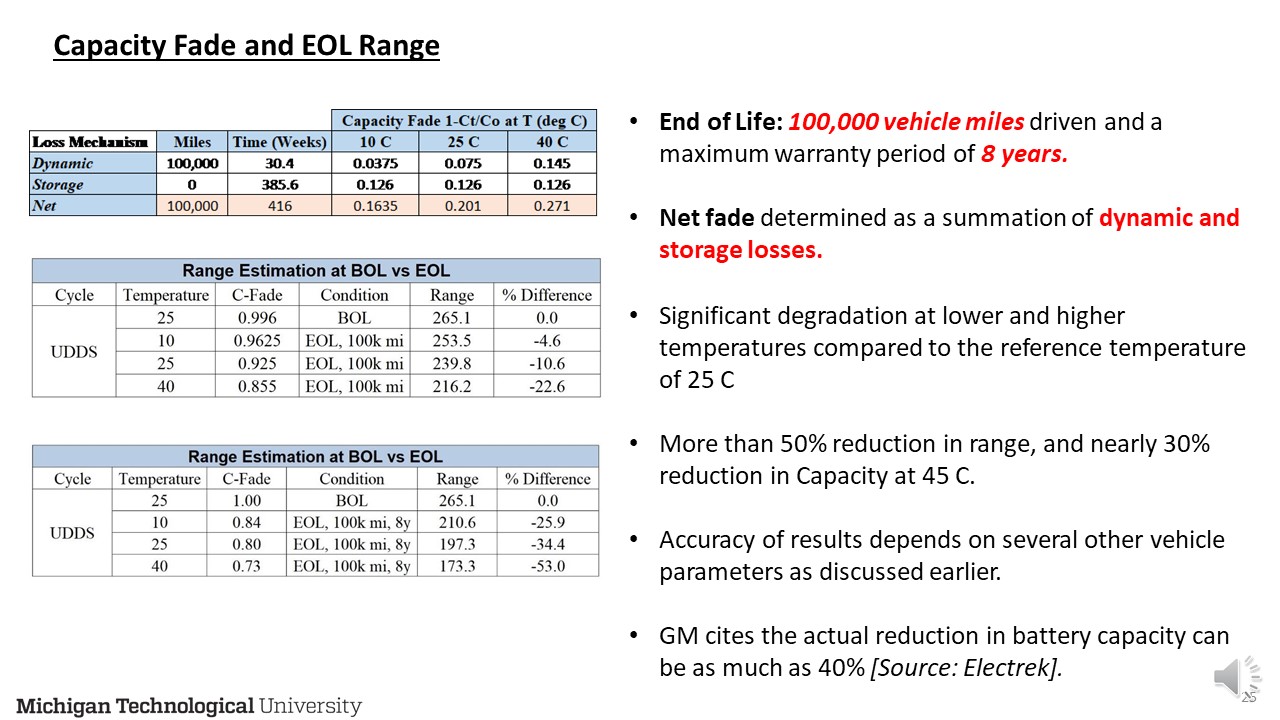 Capacity Fade and EOL Range
Capacity Fade 1-Ct/Co at T (deg C)
Loss Mechanism Miles Time (Weeks) 10 C 25 C 40 C
Dynamic 100,000 30.4 0.0375 0.075 0.145
Storage 0 385.6 0.126 0.126 0.126
Net 100,000 416 0.1635 0.201 0.271
Range Estimation at BOL vs EOL
Cycle Temperature C-Fade Condition Range % Difference
25 0.996 BOL 265.1 0.0
10 0.9625 EOL, 100k mi 253.5 -4.6
UDDS
25 0.925 EOL, 100k mi 239.8 -10.6
40 0.855 EOL, 100k mi 216.2 -22.6
Range Estimation at BOL vs EOL
Cycle Temperature C-Fade Condition Range % Difference
25 1.00 BOL 265.1 0.0
10 0.84 EOL, 100k mi, 8y 210.6 -25.9
UDDS
25 0.80 EOL, 100k mi, 8y 197.3 -34.4
40 0.73 EOL, 100k mi, 8y 173.3 -53.0
• End of Life: 100,000 vehicle miles driven and a
maximum warranty period of 8 years.
• Net fade determined as a summation of dynamic and
storage losses.
• Significant degradation at lower and higher
temperatures compared to the reference temperature
of 25 C
• More than 50% reduction in range, and nearly 30%
reduction in Capacity at 45 C.
• Accuracy of results depends on several other vehicle
parameters as discussed earlier.
• GM cites the actual reduction in battery capacity can
be as much as 40% [Source: Electrek].
Michigan Technological University
25